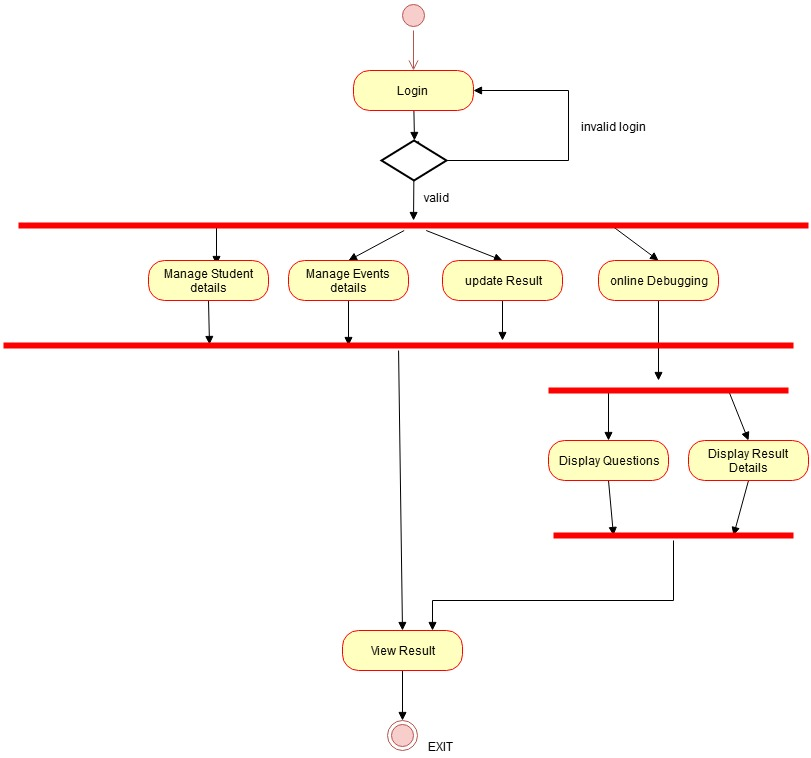 Login
invalid login
valid
Manage Student
details
Manage Events
details
update Result
online Debugging
Display Questions
Display Result
Details
View Result
EXIT